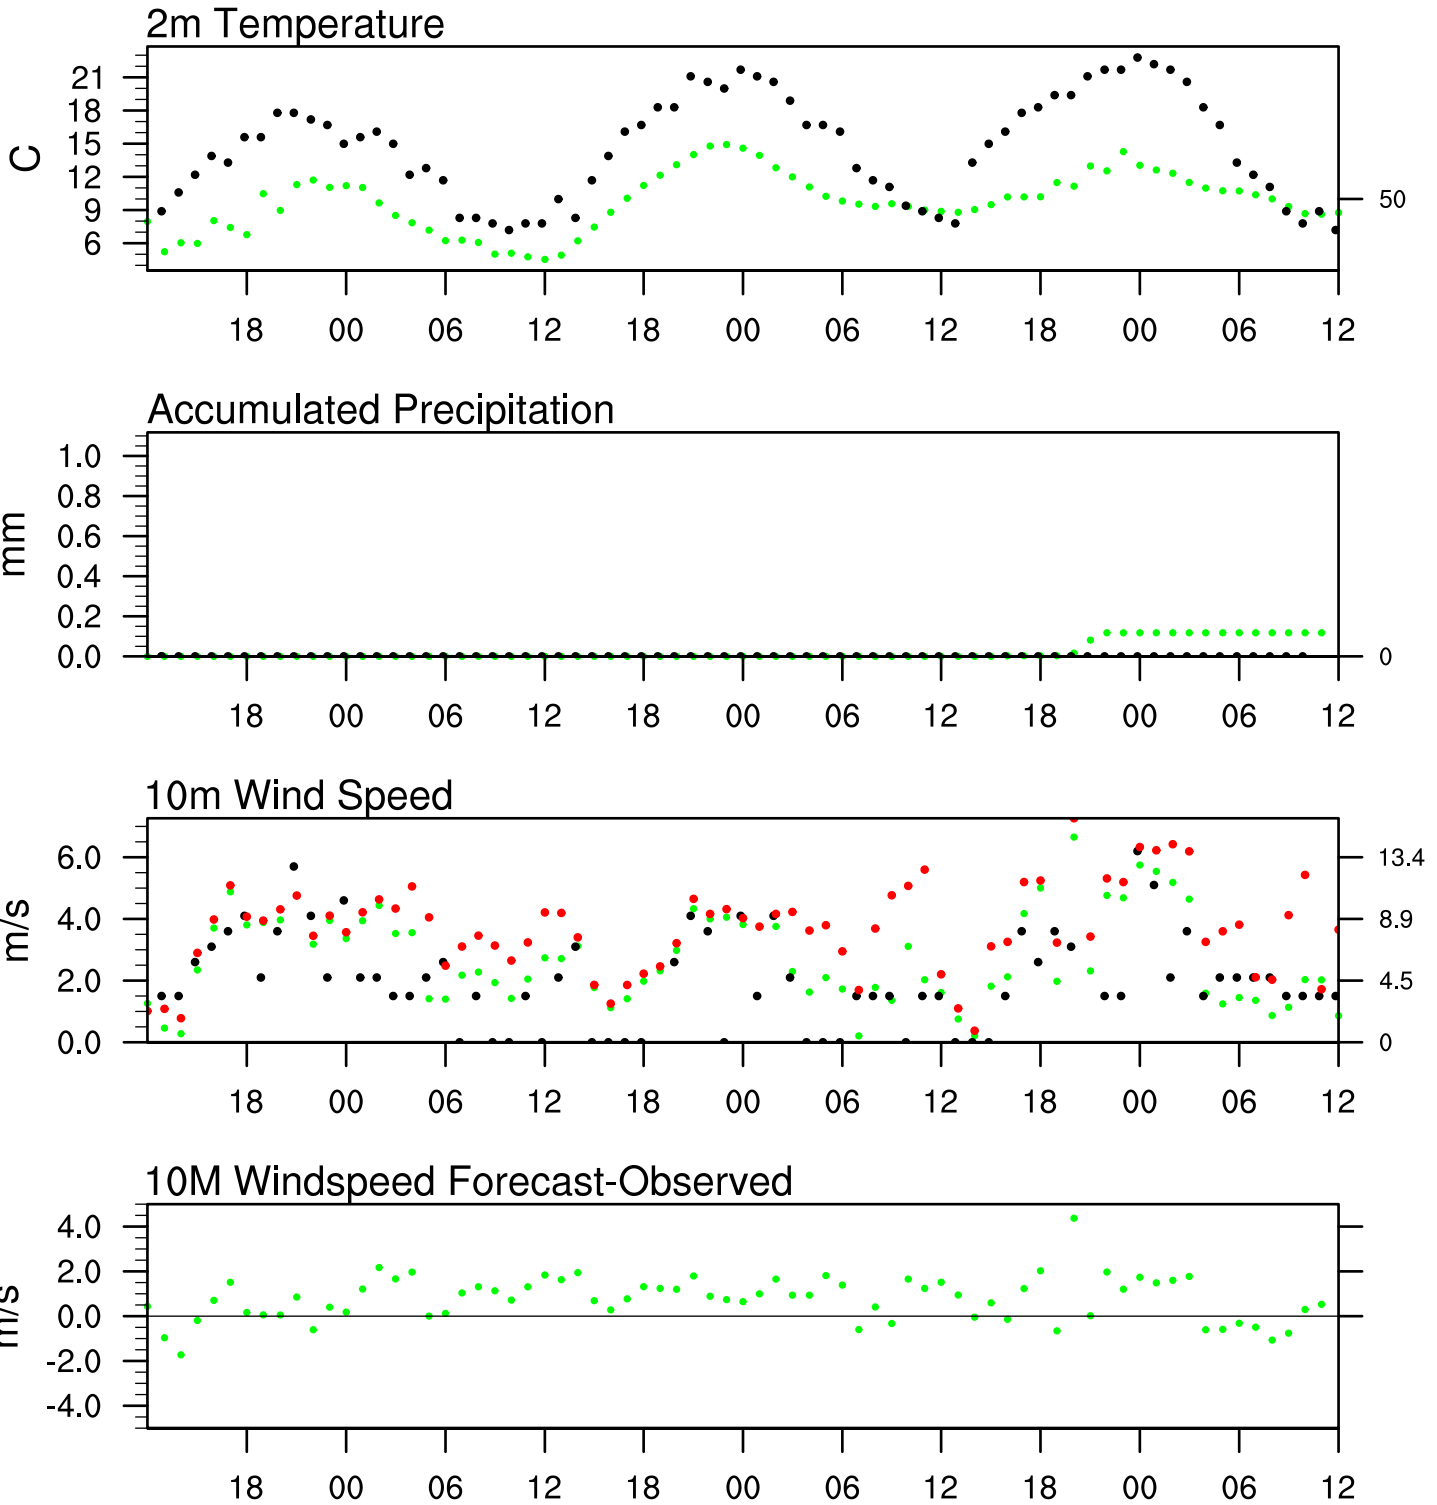 2m Temperature
21
18
15
12
9
6
C
50
18 00 06 12 18 00 06 12 18 00 06 12
Accumulated Precipitation
1.0
0.8
0.6
0.4
0.2
0.0
mm
0
18 00 06 12 18 00 06 12 18 00 06 12
10m Wind Speed
6.0 13.4
4.0 8.9
2.0 4.5
0.0 0
m/s
18 00 06 12 18 00 06 12 18 00 06 12
10M Windspeed Forecast-Observed
4.0
2.0
0.0
-2.0
-4.0
m/s
18 00 06 12 18 00 06 12 18 00 06 12